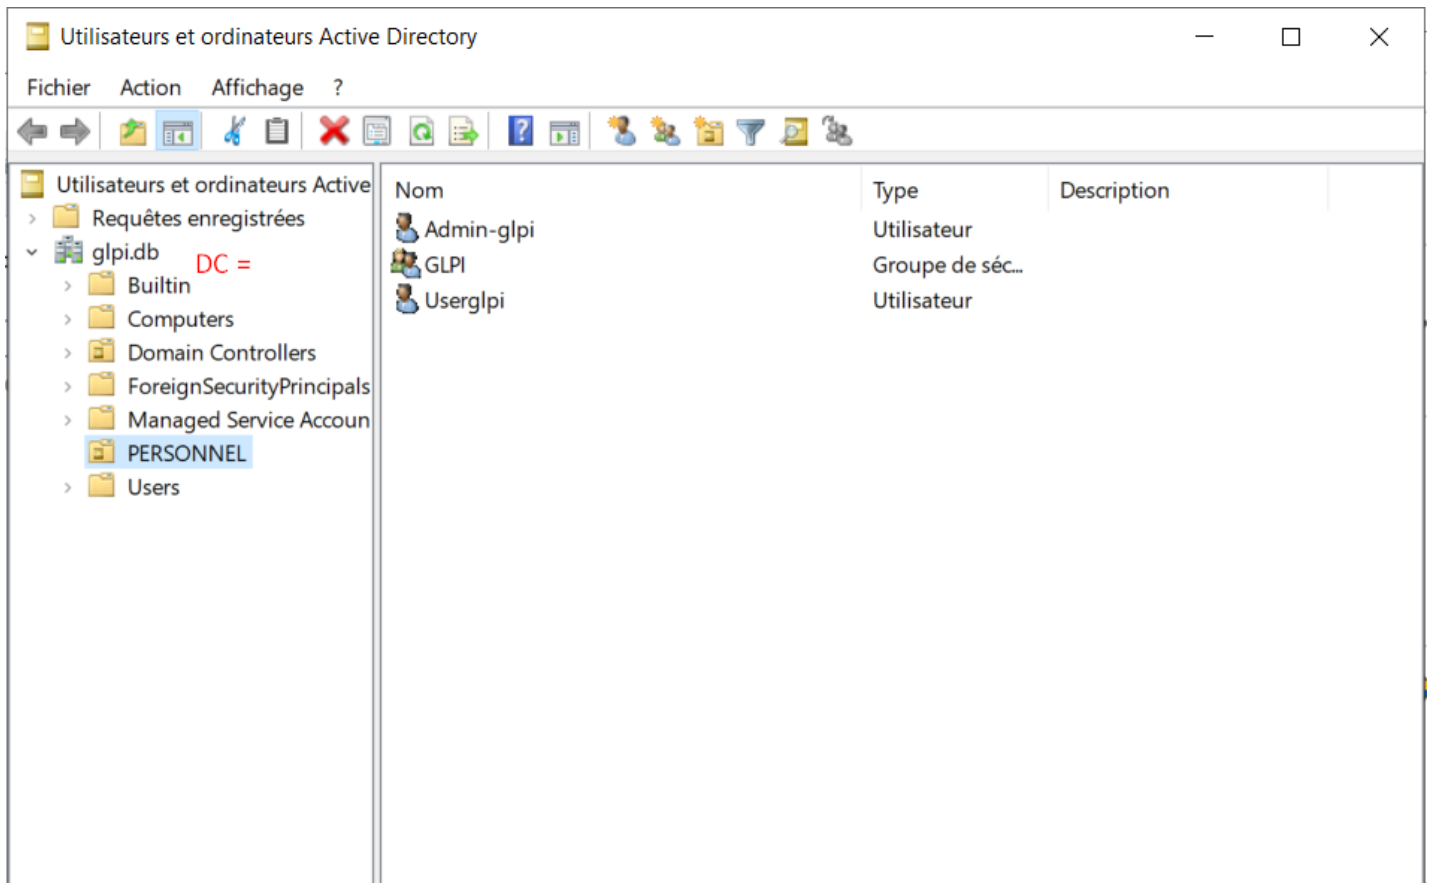 Utilisateurs et ordinateurs Active Directory
Fichier Action Affichage ?
Utilisateurs et ordinateurs Active
Requêtes enregistrées
glpi.db
DC =
Builtin
Computers
Domain Controllers
ForeignSecurityPrincipals
Managed Service Accoun
PERSONNEL
Users
Nom Type Description
Admin-glpi Utilisateur
GLPI Groupe de séc...
Userglpi Utilisateur